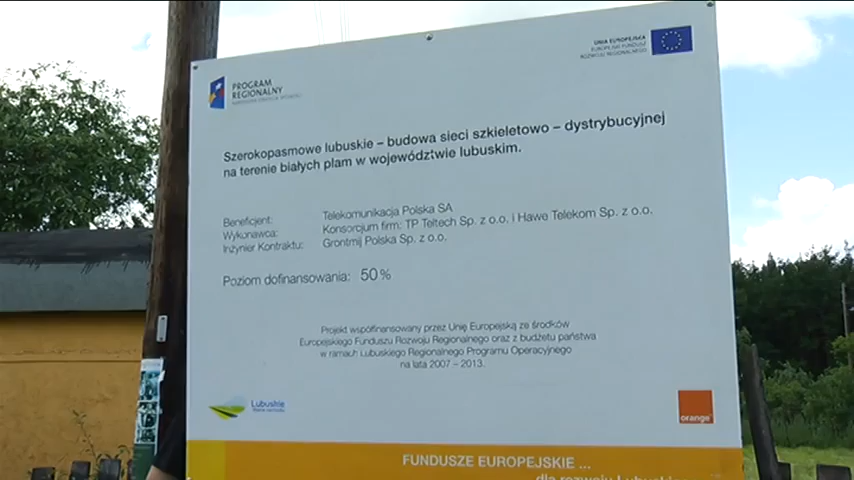 PROGRAM
REGIONALNY
UNIA EUROPEJSKA
EUROPEJSKI FUNDUSZ
ROZWOJU REGIONALNEGO
Szerokopasmowe lubuskie – budowa sieci szkieletowo – dystrybucyjnej
na terenie białych plam w województwie lubuskim.
Beneficjent: Telekomunikacja Polska SA
Wykonawca: Konsorcjum firm: TP Teltech Sp. z o.o. i Hawe Telekom Sp. z o.o.
Inżynier Kontraktu: Grontmij Polska Sp. z o.o.
Poziom dofinansowania: 50%
Projekt współfinansowany przez Unię Europejską ze środków
Europejskiego Funduszu Rozwoju Regionalnego oraz z budżetu państwa
w ramach Lubuskiego Regionalnego Programu Operacyjnego
na lata 2007 – 2013.
Lubuskie
orange
FUNDUSZE EUROPEJSKIE ...
dla rozwoju